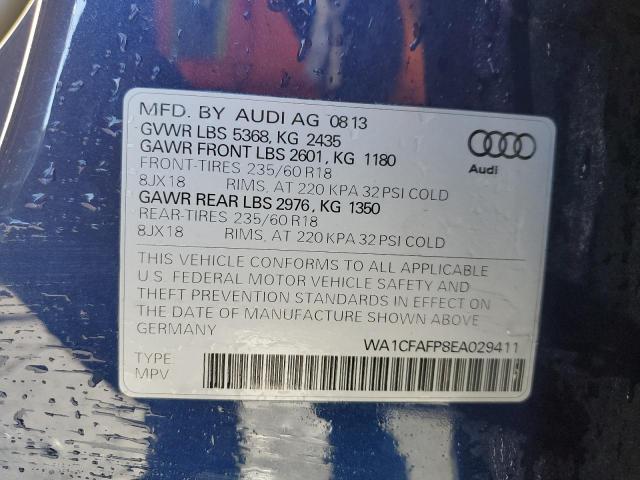 MFD. BY AUDI AG 0813
GVWR LBS 5368, KG 2435
GAWR FRONT LBS 2601, KG 1180
FRONT-TIRES 235/60 R18
8JX18 RIMS, AT 220 KPA 32 PSI COLD
GAWR REAR LBS 2976, KG 1350
REAR-TIRES 235/60 R18
8JX18 RIMS, AT 220 KPA 32 PSI COLD
Audi
THIS VEHICLE CONFORMS TO ALL APPLICABLE
U.S. FEDERAL MOTOR VEHICLE SAFETY AND
THEFT PREVENTION STANDARDS IN EFFECT ON
THE DATE OF MANUFACTURE SHOWN ABOVE.
GERMANY
WA1CFAFP8EA029411
TYPE
MPV